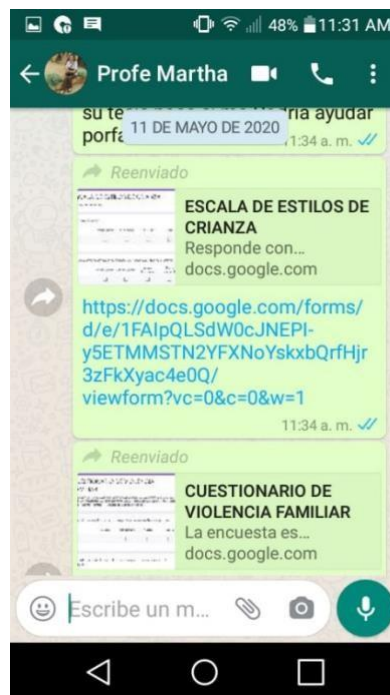 48% 11:31 AM
Profe Martha
11 DE MAYO DE 2020
11:34 a. m.
Reenviado
ESCALA DE ESTILOS DE
CRIANZA
Responde con...
docs.google.com
https://docs.google.com/forms/
d/e/1FAIpQLSdW0cJNEPI-
y5ETMMSTN2YFXNoYskxbQrfHjr
3zFkXyac4e0Q/
viewform?vc=0&c=0&w=1
11:34 a. m.
Reenviado
CUESTIONARIO DE
VIOLENCIA FAMILIAR
La encuesta es...
docs.google.com
Escribe un m...